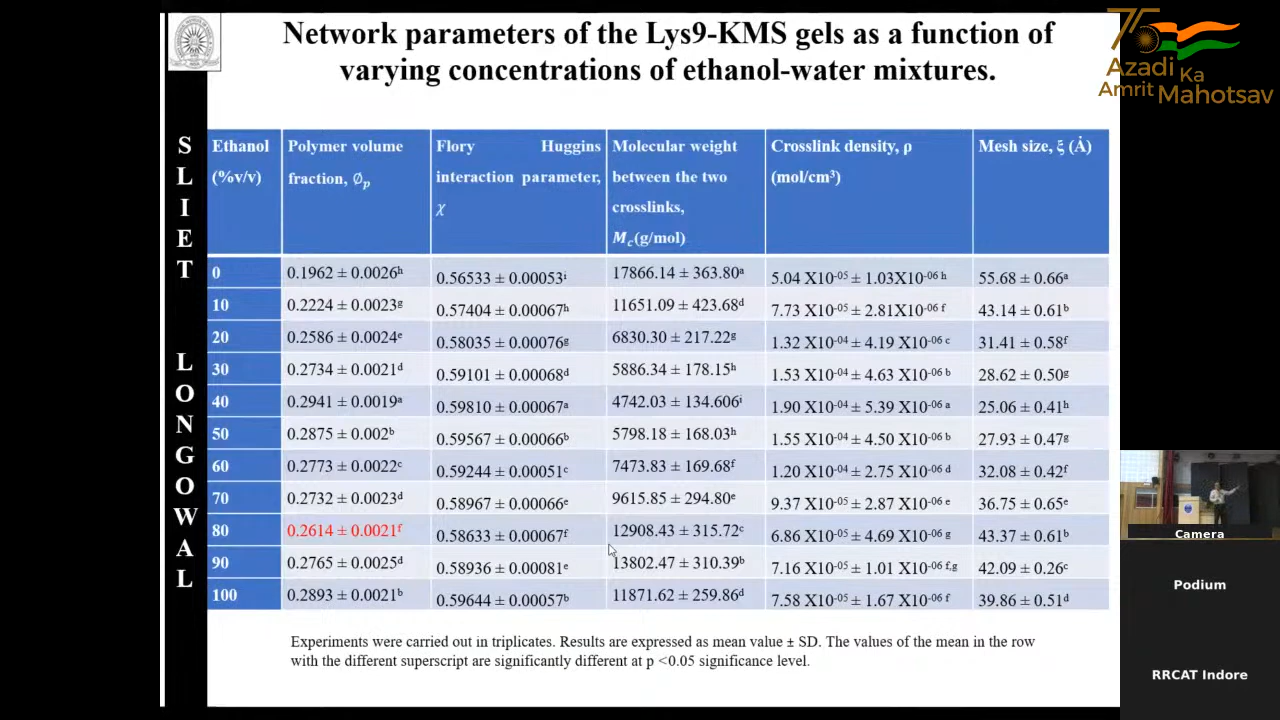 Network parameters of the Lys9-KMS gels as a function of
varying concentrations of ethanol-water mixtures.
75
Azadi Ka
Amrit Mahotsav
SLIET LONGOWAL
Ethanol (%v/v) Polymer volume fraction, ∅p Flory Huggins interaction parameter, χ Molecular weight between the two crosslinks, Mc(g/mol) Crosslink density, ρ (mol/cm³) Mesh size, ξ (Å)
0 0.1962 ± 0.0026ʰ 0.56533 ± 0.00053ⁱ 17866.14 ± 363.80ᵃ 5.04 X10⁻⁰⁵ ± 1.03X10⁻⁰⁶ ʰ 55.68 ± 0.66ᵃ
10 0.2224 ± 0.0023ᵍ 0.57404 ± 0.00067ʰ 11651.09 ± 423.68ᵈ 7.73 X10⁻⁰⁵ ± 2.81X10⁻⁰⁶ ᶠ 43.14 ± 0.61ᵇ
20 0.2586 ± 0.0024ᵉ 0.58035 ± 0.00076ᵍ 6830.30 ± 217.22ᵍ 1.32 X10⁻⁰⁴ ± 4.19 X10⁻⁰⁶ ᶜ 31.41 ± 0.58ᶠ
30 0.2734 ± 0.0021ᵈ 0.59101 ± 0.00068ᵈ 5886.34 ± 178.15ʰ 1.53 X10⁻⁰⁴ ± 4.63 X10⁻⁰⁶ ᵇ 28.62 ± 0.50ᵍ
40 0.2941 ± 0.0019ᵃ 0.59810 ± 0.00067ᵃ 4742.03 ± 134.606ⁱ 1.90 X10⁻⁰⁴ ± 5.39 X10⁻⁰⁶ ᵃ 25.06 ± 0.41ʰ
50 0.2875 ± 0.002ᵇ 0.59567 ± 0.00066ᵇ 5798.18 ± 168.03ʰ 1.55 X10⁻⁰⁴ ± 4.50 X10⁻⁰⁶ ᵇ 27.93 ± 0.47ᵍ
60 0.2773 ± 0.0022ᶜ 0.59244 ± 0.00051ᶜ 7473.83 ± 169.68ᶠ 1.20 X10⁻⁰⁴ ± 2.75 X10⁻⁰⁶ ᵈ 32.08 ± 0.42ᶠ
70 0.2732 ± 0.0023ᵈ 0.58967 ± 0.00066ᵉ 9615.85 ± 294.80ᵉ 9.37 X10⁻⁰⁵ ± 2.87 X10⁻⁰⁶ ᵉ 36.75 ± 0.65ᵉ
80 0.2614 ± 0.0021ᶠ 0.58633 ± 0.00067ᶠ 12908.43 ± 315.72ᶜ 6.86 X10⁻⁰⁵ ± 4.69 X10⁻⁰⁶ ᵍ 43.37 ± 0.61ᵇ
90 0.2765 ± 0.0025ᵈ 0.58936 ± 0.00081ᵉ 13802.47 ± 310.39ᵇ 7.16 X10⁻⁰⁵ ± 1.01 X10⁻⁰⁶ ᶠ,ᵍ 42.09 ± 0.26ᶜ
100 0.2893 ± 0.0021ᵇ 0.59644 ± 0.00057ᵇ 11871.62 ± 259.86ᵈ 7.58 X10⁻⁰⁵ ± 1.67 X10⁻⁰⁶ ᶠ 39.86 ± 0.51ᵈ
Experiments were carried out in triplicates. Results are expressed as mean value ± SD. The values of the mean in the row
with the different superscript are significantly different at p <0.05 significance level.
Camera
Podium
RRCAT Indore